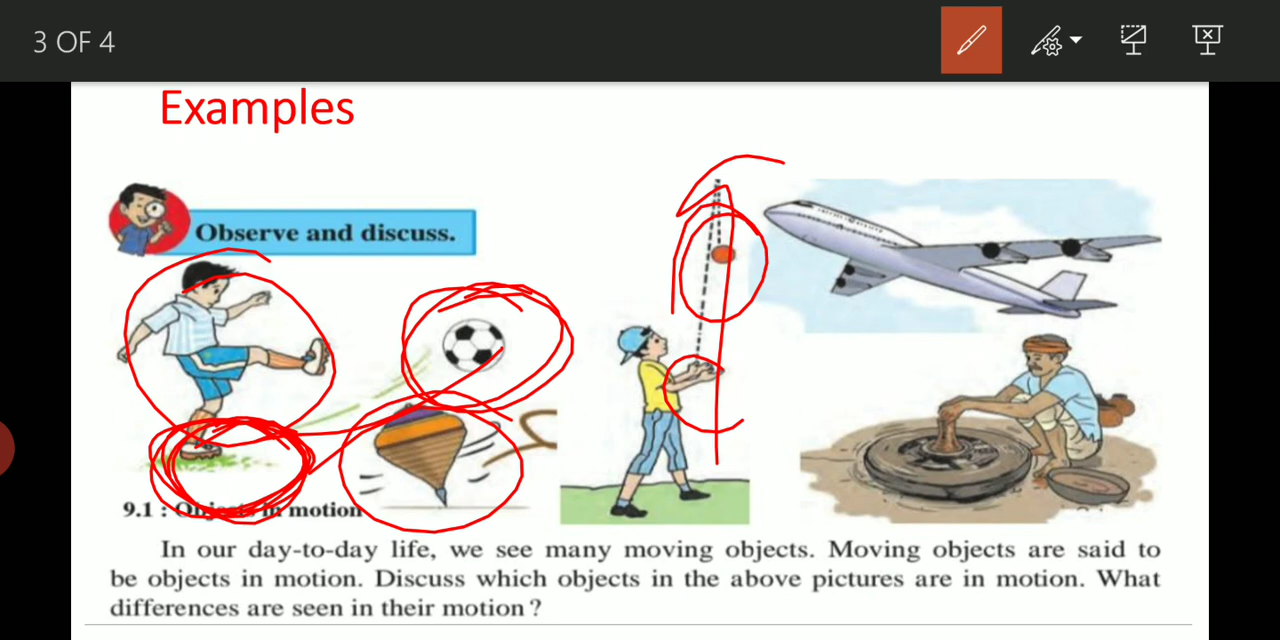 3 OF 4
Examples
Observe and discuss.
9.1 : Objects in motion
In our day-to-day life, we see many moving objects. Moving objects are said to
be objects in motion. Discuss which objects in the above pictures are in motion. What
differences are seen in their motion ?